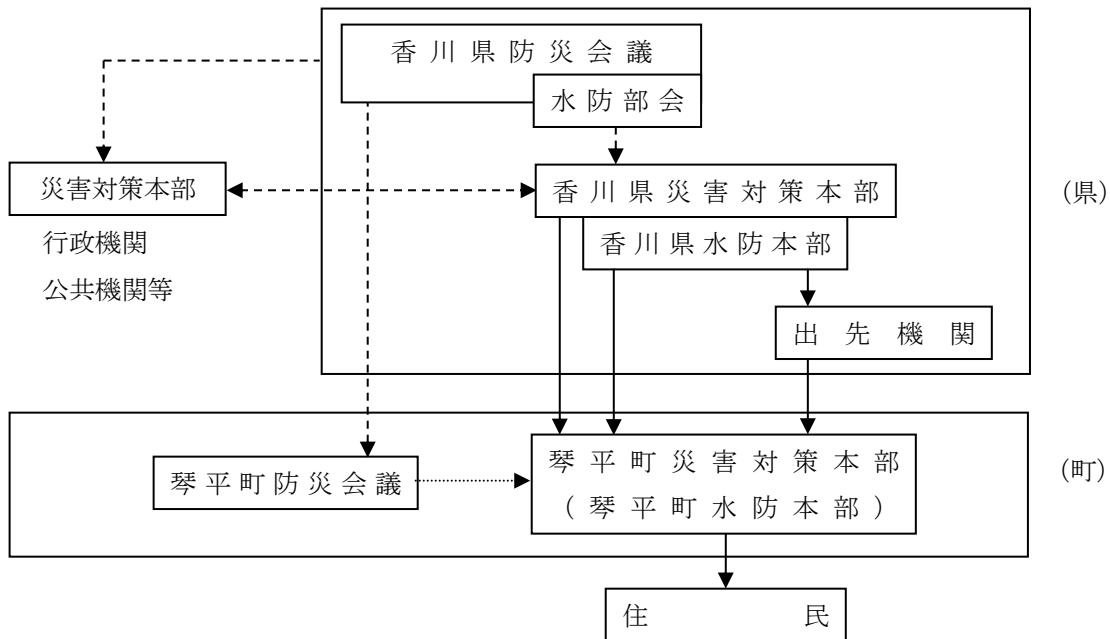 香川県防災会議
水防部会
災害対策本部
行政機関
公共機関等
香川県災害対策本部
(県)
香川県水防本部
出先機関
琴平町防災会議
琴平町災害対策本部
(琴平町水防本部)
(町)
住民